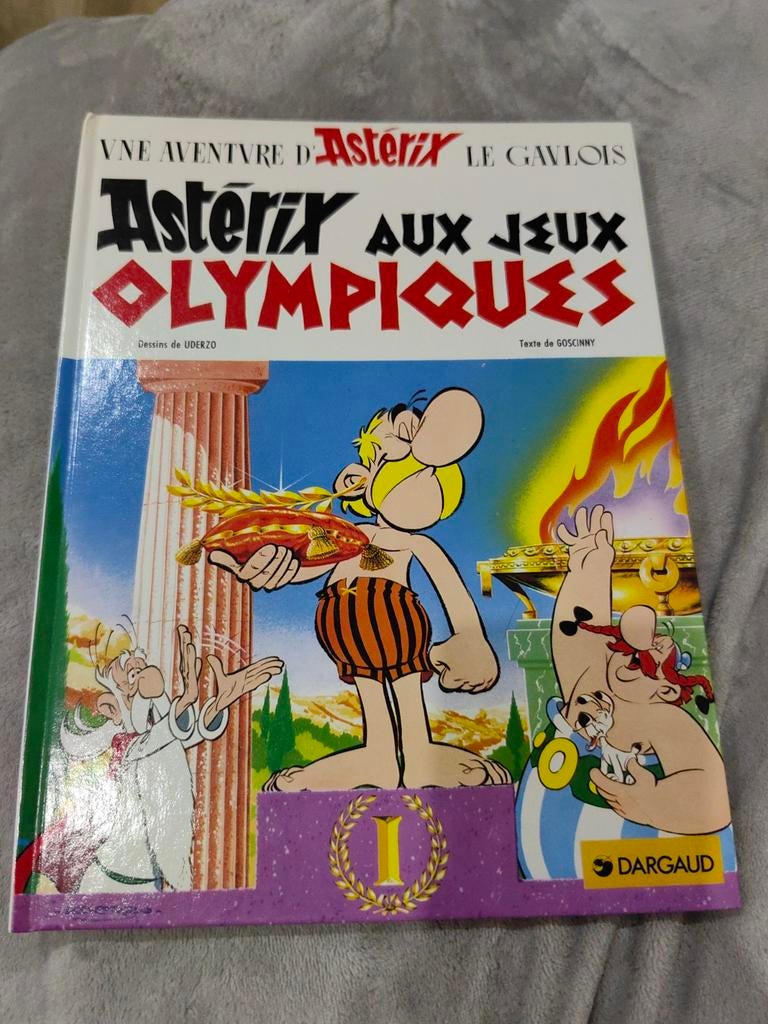 VNE AVENTVRE D'Astérix LE GAVLOIS
Astérix AUX JEUX
OLYMPIQUES
Dessins de UDERZO
Texte de GOSCINNY
I
DARGAUD